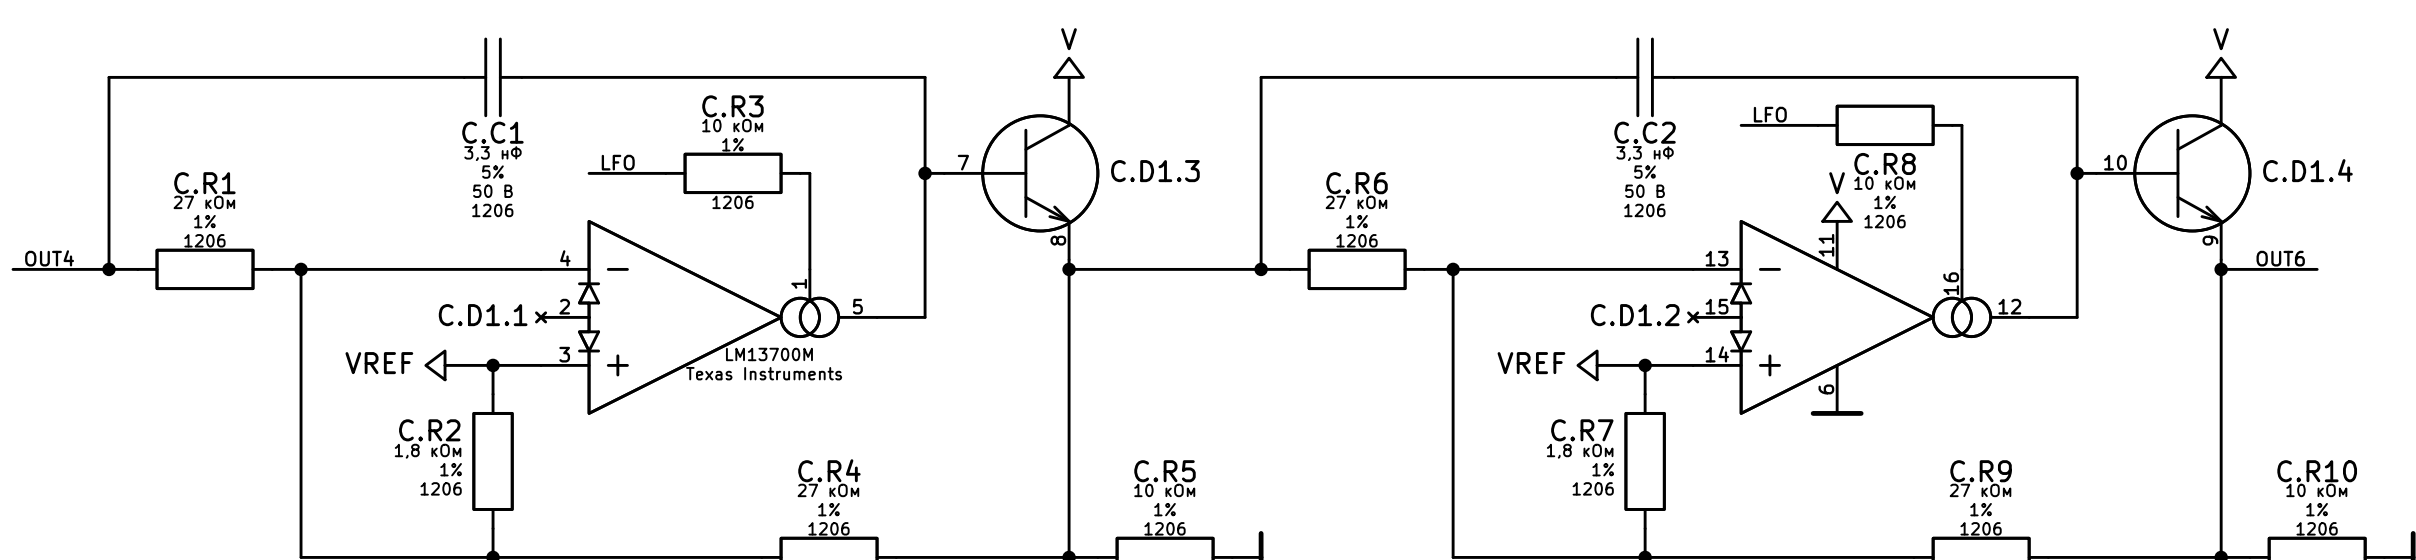 V
V
C.R3
10 кОм
1%
1206
LFO
C.C1
3,3 нФ
5%
50 В
1206
7
C.D1.3
8
C.R1
27 кОм
1%
1206
OUT4
4
1
2
C.D1.1
5
3
VREF
LM13700M
Texas Instruments
C.R2
1,8 кОм
1%
1206
C.R4
27 кОм
1%
1206
C.R5
10 кОм
1%
1206
C.C2
3,3 нФ
5%
50 В
1206
LFO
C.R8
10 кОм
1%
1206
V
11
10
C.D1.4
9
C.R6
27 кОм
1%
1206
13
16
15
C.D1.2
12
14
VREF
6
OUT6
C.R7
1,8 кОм
1%
1206
C.R9
27 кОм
1%
1206
C.R10
10 кОм
1%
1206